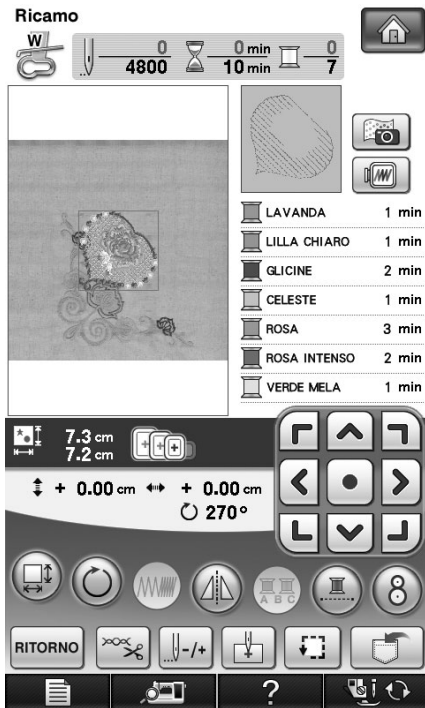 Ricamo
W
0 0 min 0
4800 10 min 7
LAVANDA 1 min
LILLA CHIARO 1 min
GLICINE 2 min
CELESTE 1 min
ROSA 3 min
ROSA INTENSO 2 min
VERDE MELA 1 min
7.3 cm
7.2 cm
+ 0.00 cm + 0.00 cm
270°
A B C
8
RITORNO -/+
?